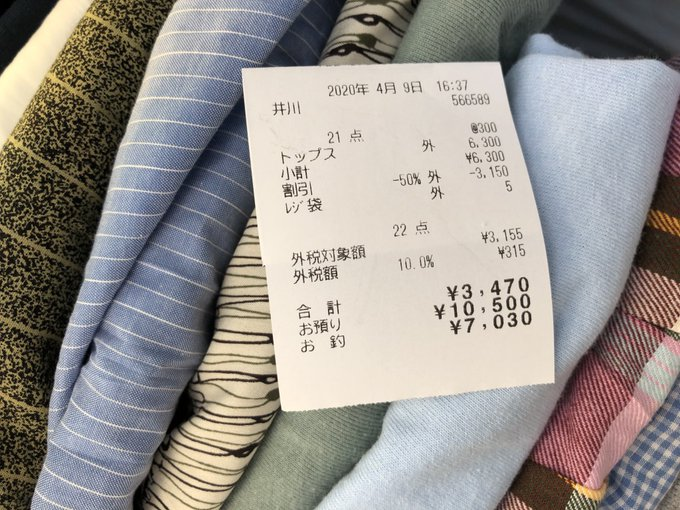 2020年 4月 9日 16:37
井川 566589
21 点 @300
トップス 外 6,300
小計 ¥6,300
割引 -50% 外 -3,150
ﾚｼﾞ袋 外 5
22 点
外税対象額 ¥3,155
外税額 10.0% ¥315
合 計 ¥3,470
お預り ¥10,500
お 釣 ¥7,030